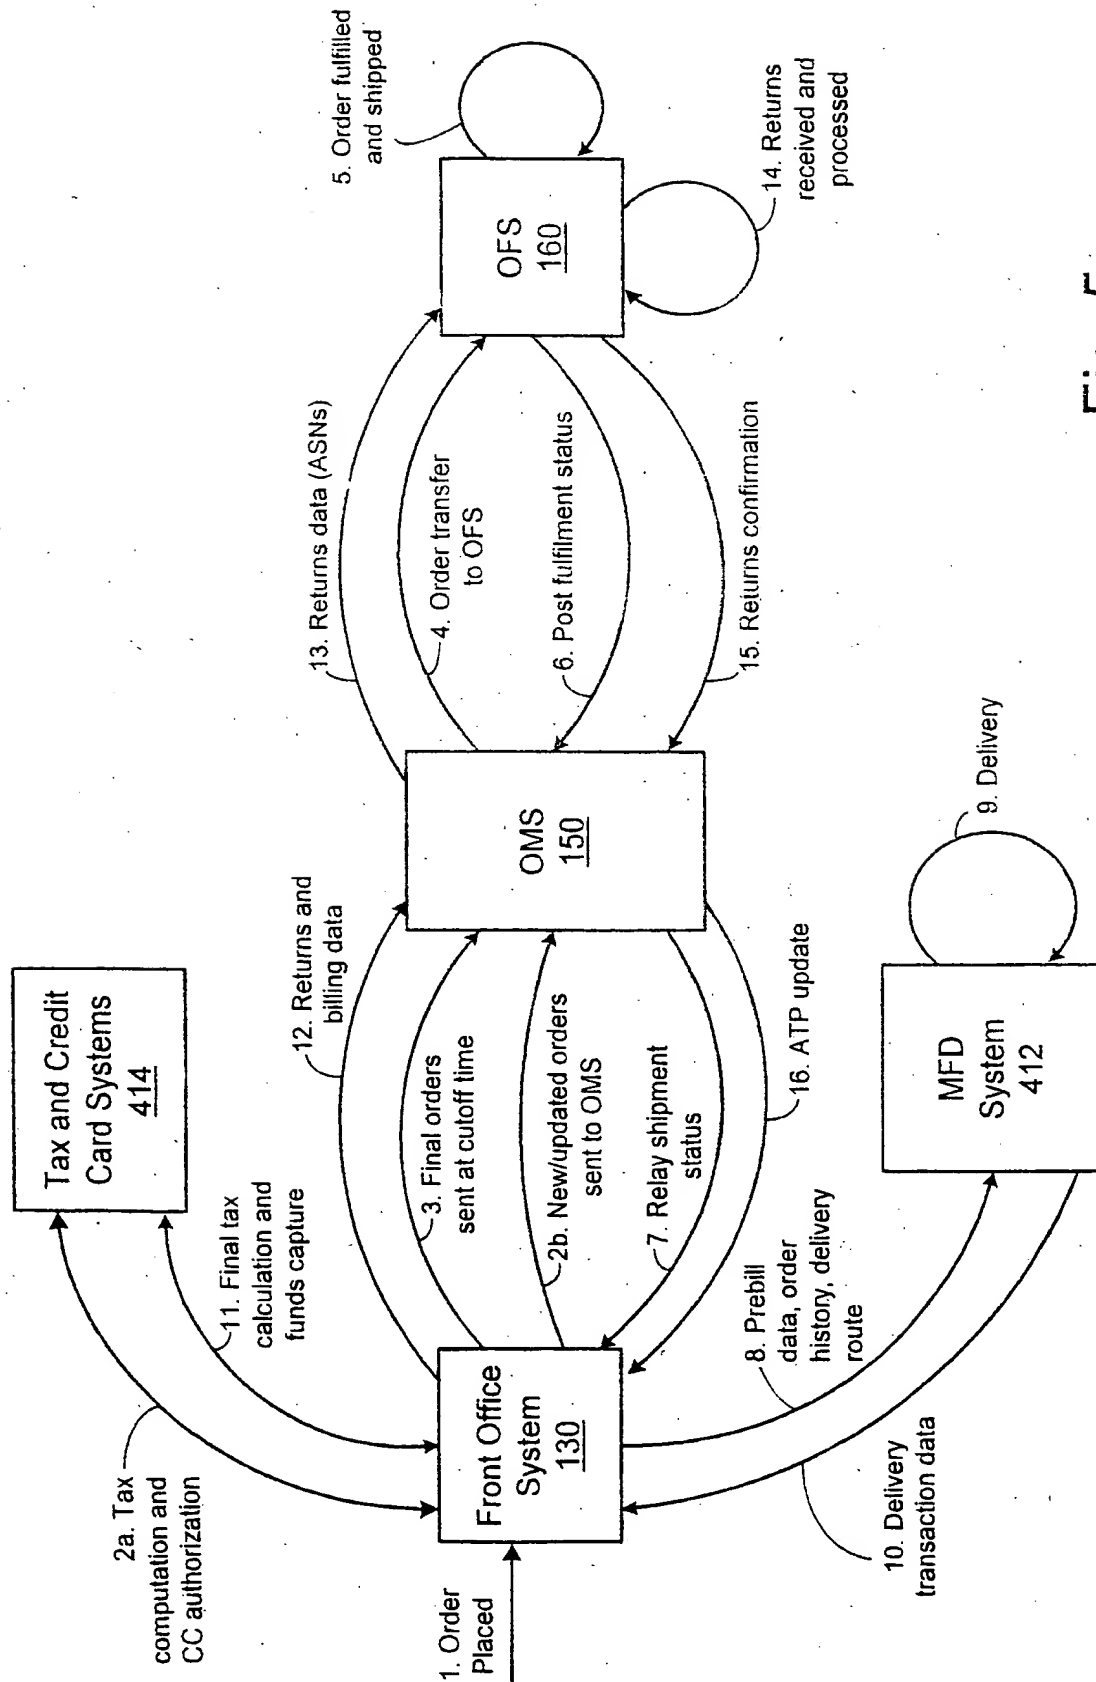 Tax and Credit
Card Systems
414
2a. Tax
computation and
CC authorization
11. Final tax
calculation and
funds capture
1. Order
Placed
Front Office
System
130
12. Returns and
billing data
3. Final orders
sent at cutoff time
2b. New/updated orders
sent to OMS
7. Relay shipment
status
16. ATP update
OMS
150
13. Returns data (ASNs)
4. Order transfer
to OFS
6. Post fulfilment status
15. Returns confirmation
OFS
160
5. Order fulfilled
and shipped
14. Returns
received and
processed
8. Prebill
data, order
history, delivery
route
10. Delivery
transaction data
MFD
System
412
9. Delivery